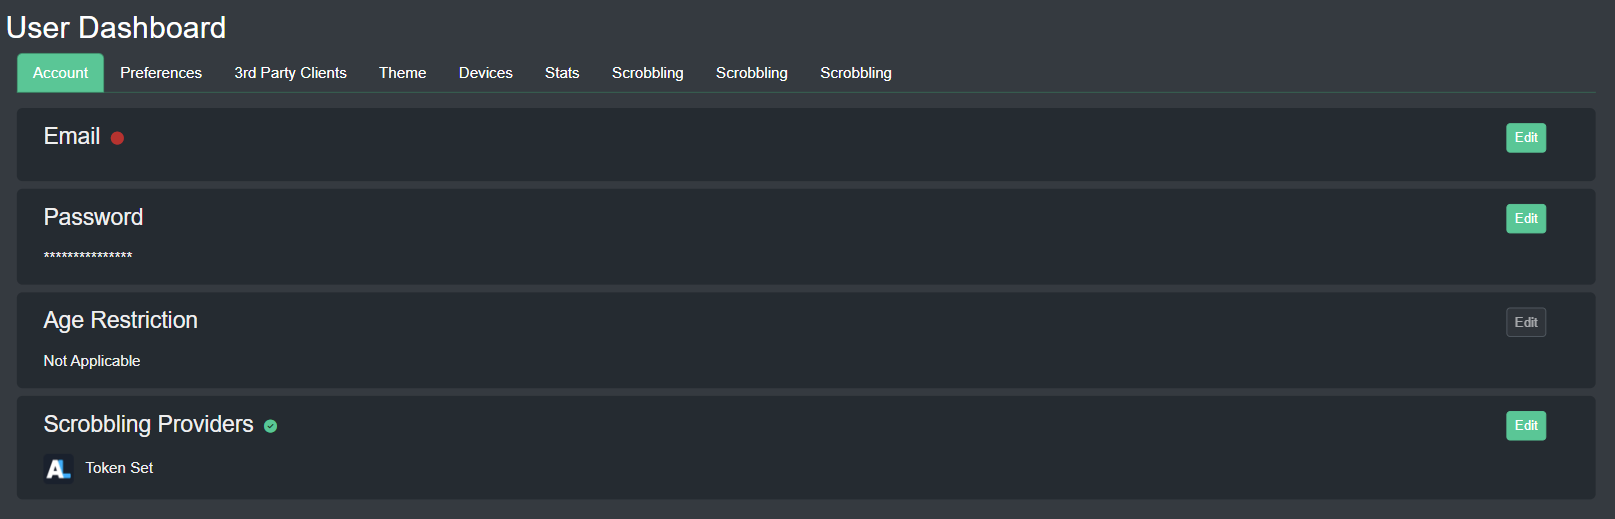 User Dashboard
Account Preferences 3rd Party Clients Theme Devices Stats Scrobbling Scrobbling Scrobbling
Email Edit
Password Edit
***************
Age Restriction Edit
Not Applicable
Scrobbling Providers Edit
AL Token Set